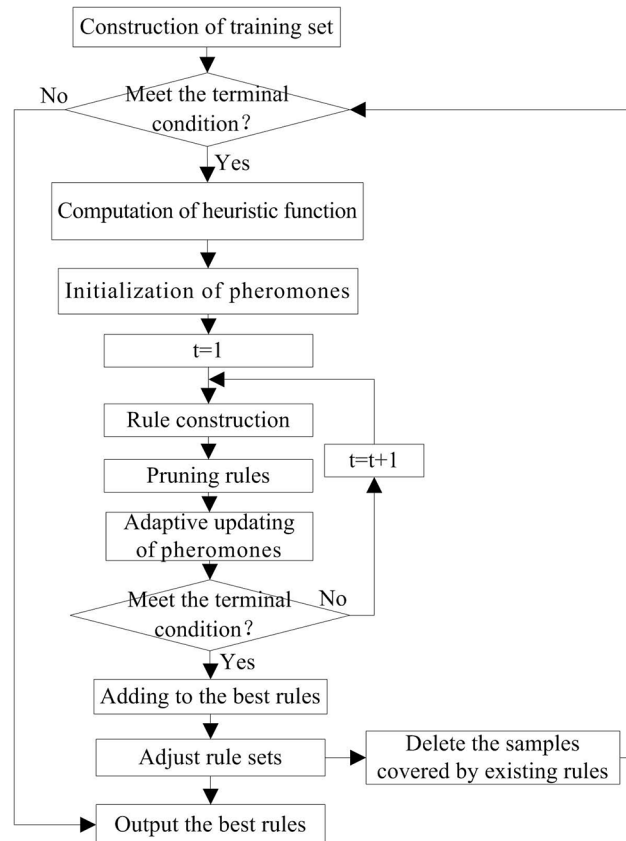 Construction of training set
No
Meet the terminal
condition?
Yes
Computation of heuristic function
Initialization of pheromones
t=1
Rule construction
Pruning rules
t=t+1
Adaptive updating
of pheromones
Meet the terminal
condition?
No
Yes
Adding to the best rules
Adjust rule sets
Delete the samples
covered by existing rules
Output the best rules